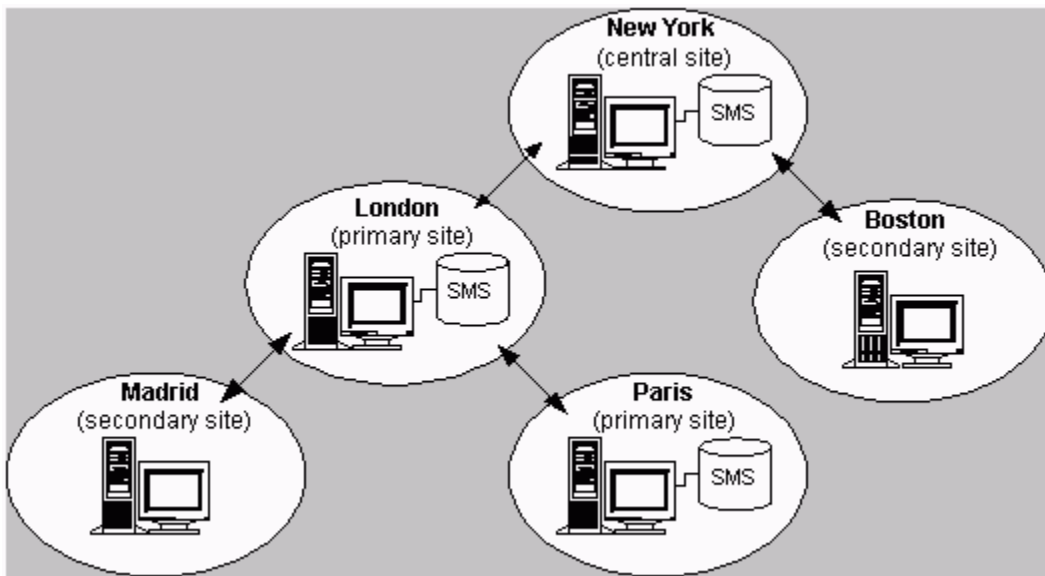 New York
(central site)
SMS
London
(primary site)
SMS
Boston
(secondary site)
Madrid
(secondary site)
Paris
(primary site)
SMS